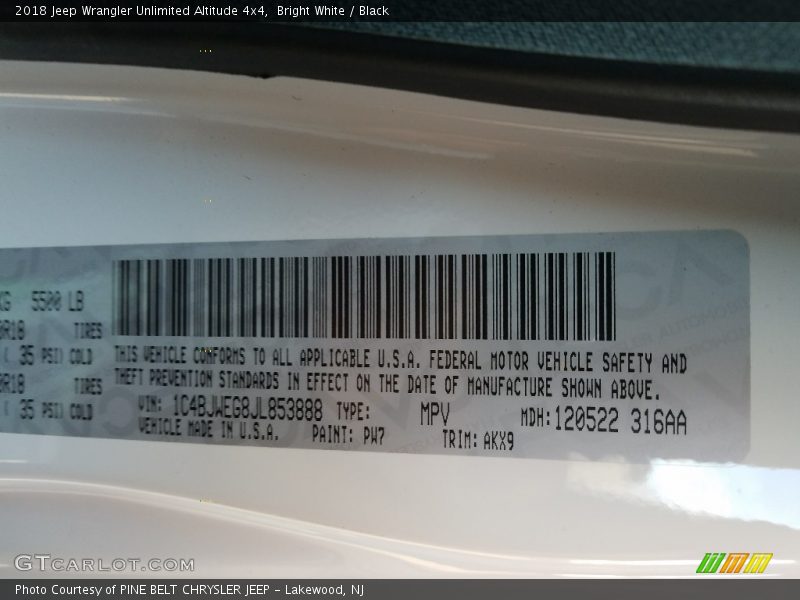 2018 Jeep Wrangler Unlimited Altitude 4x4,  Bright White / Black
5500 LB
TIRES
( 35 PSI) COLD
TIRES
( 35 PSI) COLD
THIS VEHICLE CONFORMS TO ALL APPLICABLE U.S.A. FEDERAL MOTOR VEHICLE SAFETY AND
THEFT PREVENTION STANDARDS IN EFFECT ON THE DATE OF MANUFACTURE SHOWN ABOVE.
VIN: 1C4BJWEG8JL853888 TYPE: MPV MDH:120522 316AA
VEHICLE MADE IN U.S.A. PAINT: PW7 TRIM: AKX9
GTCARLOT.COM
Photo Courtesy of PINE BELT CHRYSLER JEEP - Lakewood, NJ